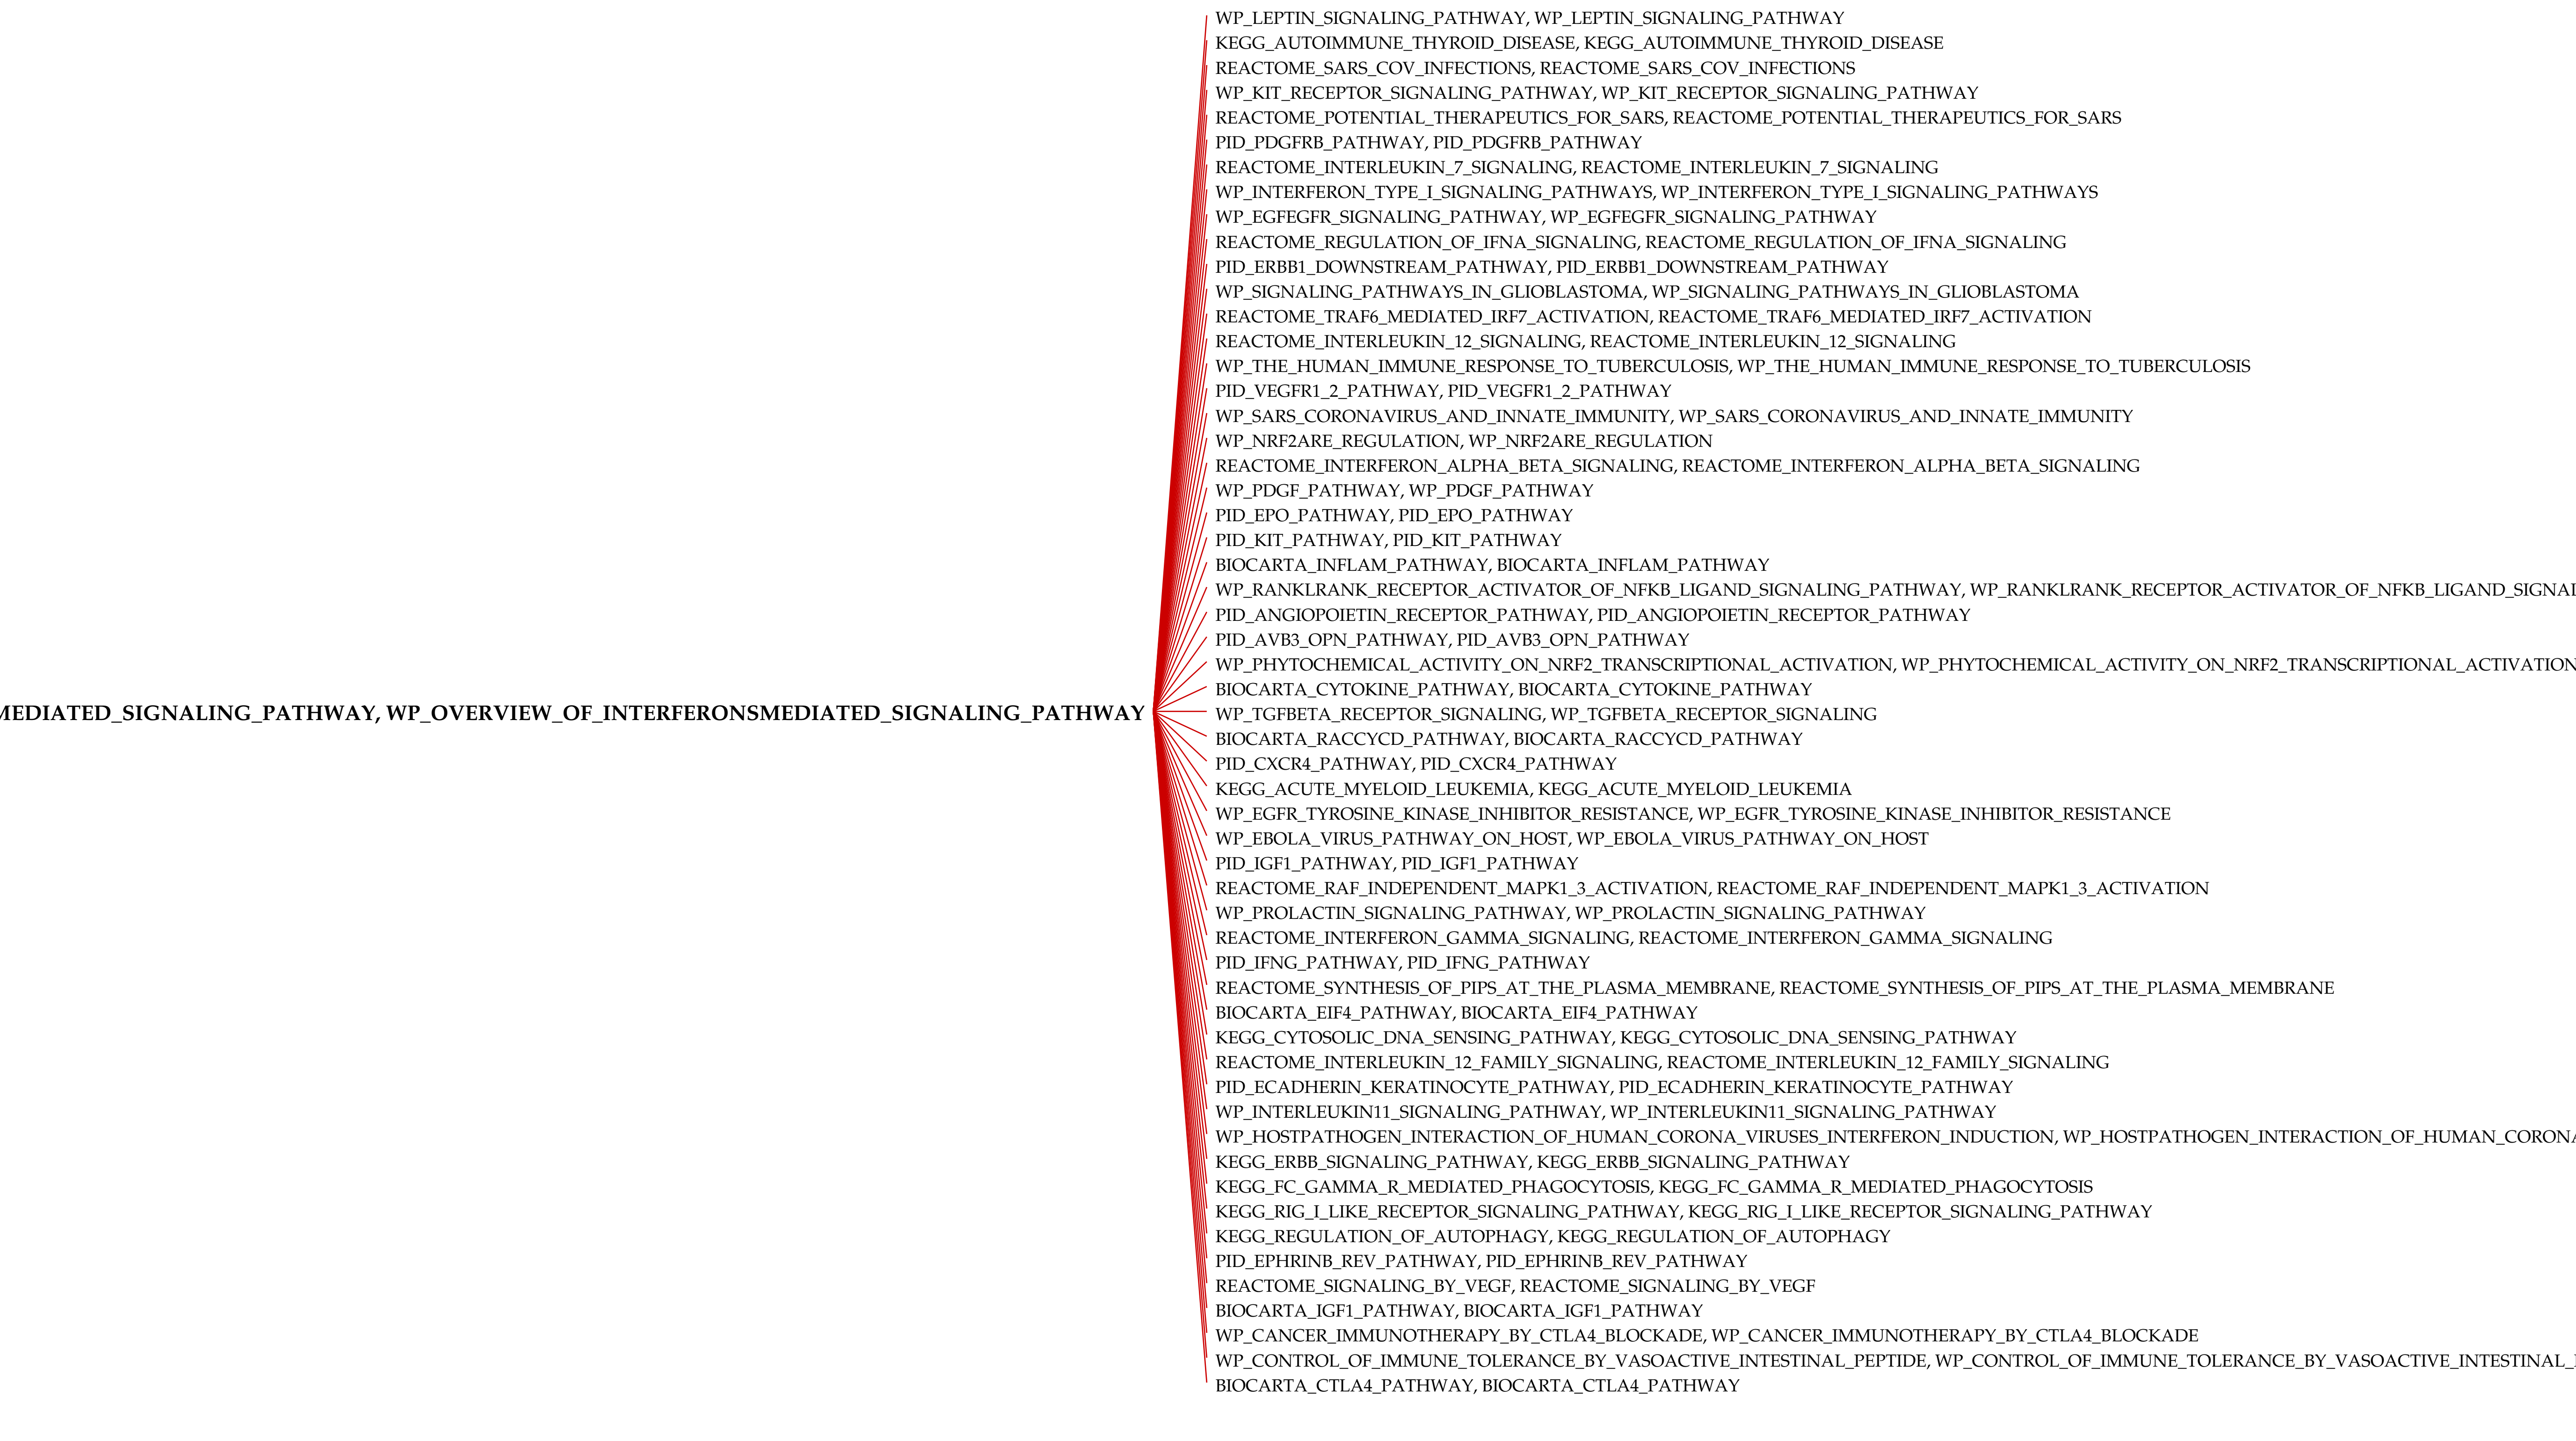 WP_LEPTIN_SIGNALING_PATHWAY, WP_LEPTIN_SIGNALING_PATHWAY
KEGG_AUTOIMMUNE_THYROID_DISEASE, KEGG_AUTOIMMUNE_THYROID_DISEASE
REACTOME_SARS_COV_INFECTIONS, REACTOME_SARS_COV_INFECTIONS
WP_KIT_RECEPTOR_SIGNALING_PATHWAY, WP_KIT_RECEPTOR_SIGNALING_PATHWAY
REACTOME_POTENTIAL_THERAPEUTICS_FOR_SARS, REACTOME_POTENTIAL_THERAPEUTICS_FOR_SARS
PID_PDGFRB_PATHWAY, PID_PDGFRB_PATHWAY
REACTOME_INTERLEUKIN_7_SIGNALING, REACTOME_INTERLEUKIN_7_SIGNALING
WP_INTERFERON_TYPE_I_SIGNALING_PATHWAYS, WP_INTERFERON_TYPE_I_SIGNALING_PATHWAYS
WP_EGFEGFR_SIGNALING_PATHWAY, WP_EGFEGFR_SIGNALING_PATHWAY
REACTOME_REGULATION_OF_IFNA_SIGNALING, REACTOME_REGULATION_OF_IFNA_SIGNALING
PID_ERBB1_DOWNSTREAM_PATHWAY, PID_ERBB1_DOWNSTREAM_PATHWAY
WP_SIGNALING_PATHWAYS_IN_GLIOBLASTOMA, WP_SIGNALING_PATHWAYS_IN_GLIOBLASTOMA
REACTOME_TRAF6_MEDIATED_IRF7_ACTIVATION, REACTOME_TRAF6_MEDIATED_IRF7_ACTIVATION
REACTOME_INTERLEUKIN_12_SIGNALING, REACTOME_INTERLEUKIN_12_SIGNALING
WP_THE_HUMAN_IMMUNE_RESPONSE_TO_TUBERCULOSIS, WP_THE_HUMAN_IMMUNE_RESPONSE_TO_TUBERCULOSIS
PID_VEGFR1_2_PATHWAY, PID_VEGFR1_2_PATHWAY
WP_SARS_CORONAVIRUS_AND_INNATE_IMMUNITY, WP_SARS_CORONAVIRUS_AND_INNATE_IMMUNITY
WP_NRF2ARE_REGULATION, WP_NRF2ARE_REGULATION
REACTOME_INTERFERON_ALPHA_BETA_SIGNALING, REACTOME_INTERFERON_ALPHA_BETA_SIGNALING
WP_PDGF_PATHWAY, WP_PDGF_PATHWAY
PID_EPO_PATHWAY, PID_EPO_PATHWAY
PID_KIT_PATHWAY, PID_KIT_PATHWAY
BIOCARTA_INFLAM_PATHWAY, BIOCARTA_INFLAM_PATHWAY
WP_RANKLRANK_RECEPTOR_ACTIVATOR_OF_NFKB_LIGAND_SIGNALING_PATHWAY, WP_RANKLRANK_RECEPTOR_ACTIVATOR_OF_NFKB_LIGAND_SIGNAL
PID_ANGIOPOIETIN_RECEPTOR_PATHWAY, PID_ANGIOPOIETIN_RECEPTOR_PATHWAY
PID_AVB3_OPN_PATHWAY, PID_AVB3_OPN_PATHWAY
WP_PHYTOCHEMICAL_ACTIVITY_ON_NRF2_TRANSCRIPTIONAL_ACTIVATION, WP_PHYTOCHEMICAL_ACTIVITY_ON_NRF2_TRANSCRIPTIONAL_ACTIVATION
BIOCARTA_CYTOKINE_PATHWAY, BIOCARTA_CYTOKINE_PATHWAY
MEDIATED_SIGNALING_PATHWAY, WP_OVERVIEW_OF_INTERFERONSMEDIATED_SIGNALING_PATHWAY
WP_TGFBETA_RECEPTOR_SIGNALING, WP_TGFBETA_RECEPTOR_SIGNALING
BIOCARTA_RACCYCD_PATHWAY, BIOCARTA_RACCYCD_PATHWAY
PID_CXCR4_PATHWAY, PID_CXCR4_PATHWAY
KEGG_ACUTE_MYELOID_LEUKEMIA, KEGG_ACUTE_MYELOID_LEUKEMIA
WP_EGFR_TYROSINE_KINASE_INHIBITOR_RESISTANCE, WP_EGFR_TYROSINE_KINASE_INHIBITOR_RESISTANCE
WP_EBOLA_VIRUS_PATHWAY_ON_HOST, WP_EBOLA_VIRUS_PATHWAY_ON_HOST
PID_IGF1_PATHWAY, PID_IGF1_PATHWAY
REACTOME_RAF_INDEPENDENT_MAPK1_3_ACTIVATION, REACTOME_RAF_INDEPENDENT_MAPK1_3_ACTIVATION
WP_PROLACTIN_SIGNALING_PATHWAY, WP_PROLACTIN_SIGNALING_PATHWAY
REACTOME_INTERFERON_GAMMA_SIGNALING, REACTOME_INTERFERON_GAMMA_SIGNALING
PID_IFNG_PATHWAY, PID_IFNG_PATHWAY
REACTOME_SYNTHESIS_OF_PIPS_AT_THE_PLASMA_MEMBRANE, REACTOME_SYNTHESIS_OF_PIPS_AT_THE_PLASMA_MEMBRANE
BIOCARTA_EIF4_PATHWAY, BIOCARTA_EIF4_PATHWAY
KEGG_CYTOSOLIC_DNA_SENSING_PATHWAY, KEGG_CYTOSOLIC_DNA_SENSING_PATHWAY
REACTOME_INTERLEUKIN_12_FAMILY_SIGNALING, REACTOME_INTERLEUKIN_12_FAMILY_SIGNALING
PID_ECADHERIN_KERATINOCYTE_PATHWAY, PID_ECADHERIN_KERATINOCYTE_PATHWAY
WP_INTERLEUKIN11_SIGNALING_PATHWAY, WP_INTERLEUKIN11_SIGNALING_PATHWAY
WP_HOSTPATHOGEN_INTERACTION_OF_HUMAN_CORONA_VIRUSES_INTERFERON_INDUCTION, WP_HOSTPATHOGEN_INTERACTION_OF_HUMAN_CORONA
KEGG_ERBB_SIGNALING_PATHWAY, KEGG_ERBB_SIGNALING_PATHWAY
KEGG_FC_GAMMA_R_MEDIATED_PHAGOCYTOSIS, KEGG_FC_GAMMA_R_MEDIATED_PHAGOCYTOSIS
KEGG_RIG_I_LIKE_RECEPTOR_SIGNALING_PATHWAY, KEGG_RIG_I_LIKE_RECEPTOR_SIGNALING_PATHWAY
KEGG_REGULATION_OF_AUTOPHAGY, KEGG_REGULATION_OF_AUTOPHAGY
PID_EPHRINB_REV_PATHWAY, PID_EPHRINB_REV_PATHWAY
REACTOME_SIGNALING_BY_VEGF, REACTOME_SIGNALING_BY_VEGF
BIOCARTA_IGF1_PATHWAY, BIOCARTA_IGF1_PATHWAY
WP_CANCER_IMMUNOTHERAPY_BY_CTLA4_BLOCKADE, WP_CANCER_IMMUNOTHERAPY_BY_CTLA4_BLOCKADE
WP_CONTROL_OF_IMMUNE_TOLERANCE_BY_VASOACTIVE_INTESTINAL_PEPTIDE, WP_CONTROL_OF_IMMUNE_TOLERANCE_BY_VASOACTIVE_INTESTINAL_
BIOCARTA_CTLA4_PATHWAY, BIOCARTA_CTLA4_PATHWAY